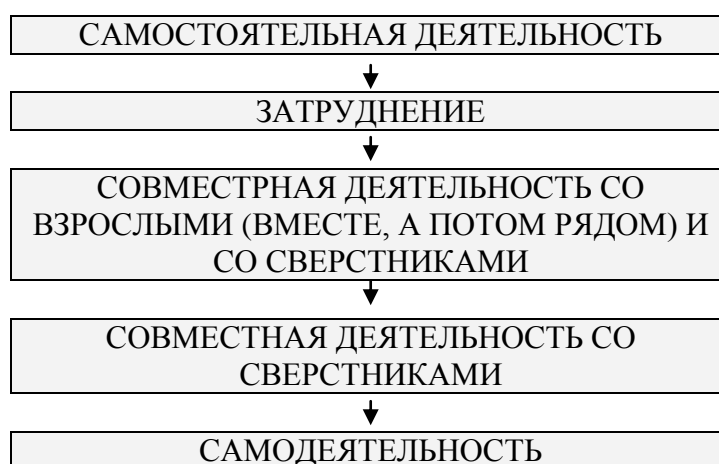 САМОСТОЯТЕЛЬНАЯ ДЕЯТЕЛЬНОСТЬ
ЗАТРУДНЕНИЕ
СОВМЕСТРНАЯ ДЕЯТЕЛЬНОСТЬ СО
ВЗРОСЛЫМИ (ВМЕСТЕ, А ПОТОМ РЯДОМ) И
СО СВЕРСТНИКАМИ
СОВМЕСТНАЯ ДЕЯТЕЛЬНОСТЬ СО
СВЕРСТНИКАМИ
САМОДЕЯТЕЛЬНОСТЬ